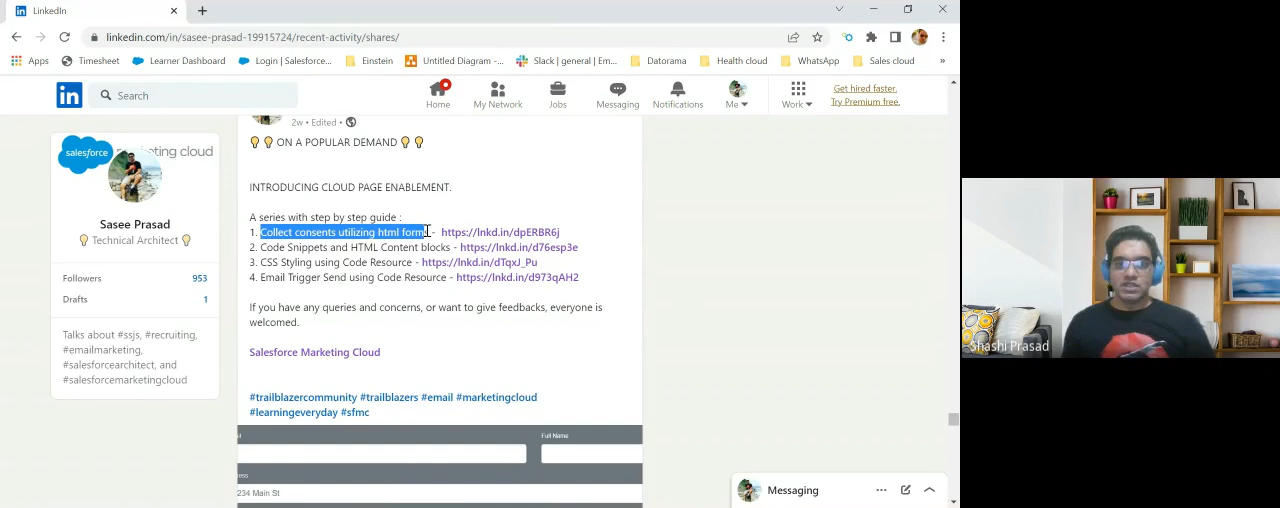 LinkedIn
linkedin.com/in/sasee-prasad-19915724/recent-activity/shares/
Apps Timesheet Learner Dashboard Login | Salesforce... Einstein Untitled Diagram -... Slack | general | Em... Datorama Health cloud WhatsApp Sales cloud »
in Search Home My Network Jobs Messaging Notifications Me Work Get hired faster.
Try Premium free.
salesforce
Sasee Prasad
Technical Architect
Followers 953
Drafts 1
Talks about #ssjs, #recruiting,
#emailmarketing,
#salesforcearchitect, and
#salesforcemarketingcloud
2w • Edited •
ON A POPULAR DEMAND
INTRODUCING CLOUD PAGE ENABLEMENT.
A series with step by step guide :
1. Collect consents utilizing html form - https://lnkd.in/dpERBR6j
2. Code Snippets and HTML Content blocks - https://lnkd.in/d76esp3e
3. CSS Styling using Code Resource - https://lnkd.in/dTqxJ_Pu
4. Email Trigger Send using Code Resource - https://lnkd.in/d973qAH2
If you have any queries and concerns, or want to give feedbacks, everyone is
welcomed.
Salesforce Marketing Cloud
#trailblazercommunity #trailblazers #email #marketingcloud
#learningeveryday #sfmc
Full Name
234 Main St
Messaging
Shashi Prasad